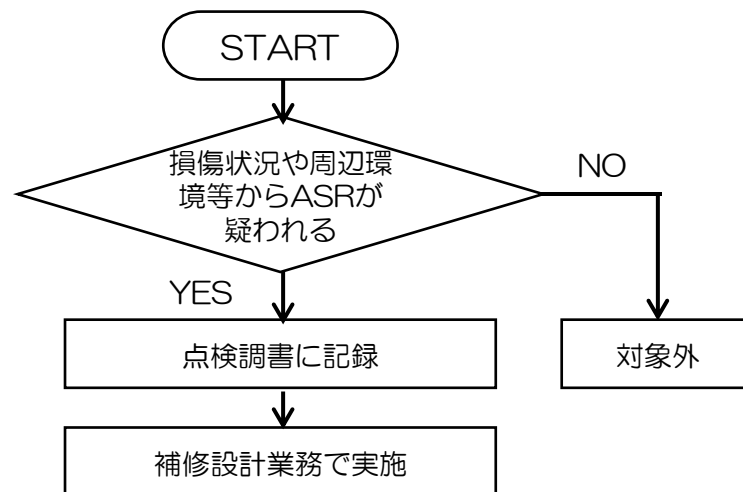 START
損傷状況や周辺環
境等からASRが
疑われる
NO
YES
点検調書に記録
対象外
補修設計業務で実施